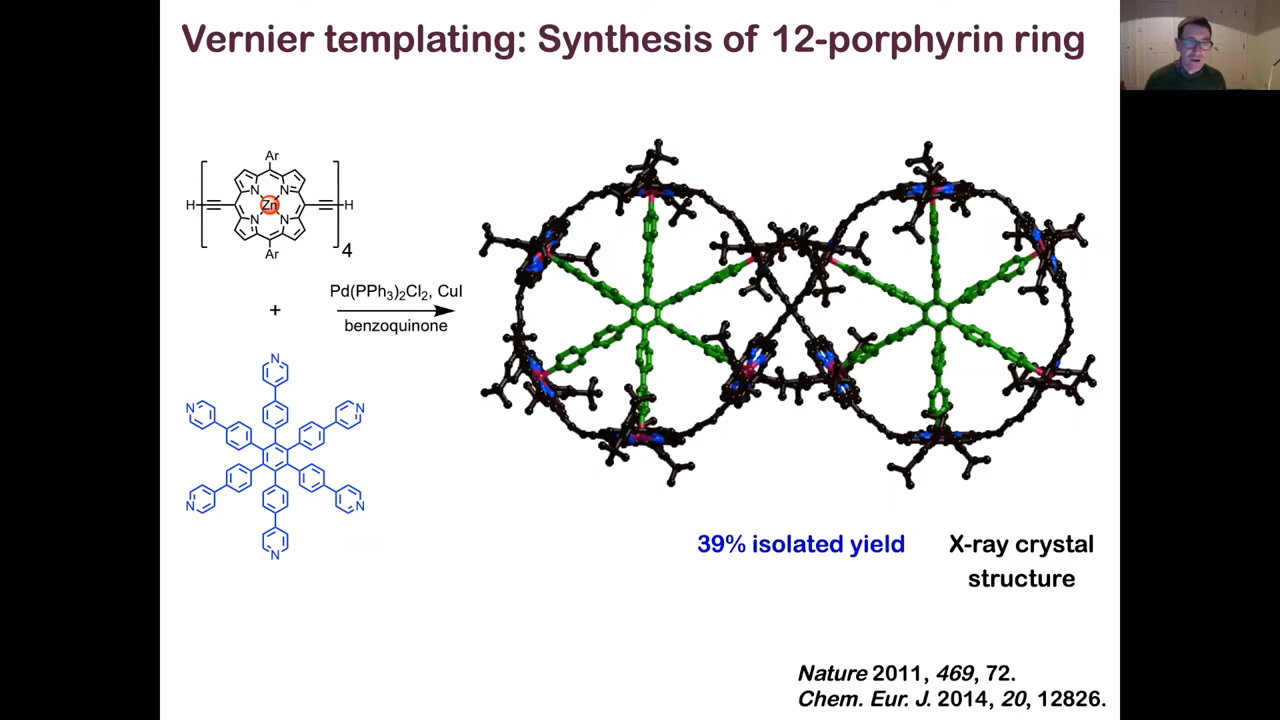 Vernier templating: Synthesis of 12-porphyrin ring
Ar
N N
H Zn H
N N
Ar
4
+
Pd(PPh3)2Cl2, CuI
benzoquinone
N
N N
N N
N
39% isolated yield
X-ray crystal
structure
Nature 2011, 469, 72.
Chem. Eur. J. 2014, 20, 12826.